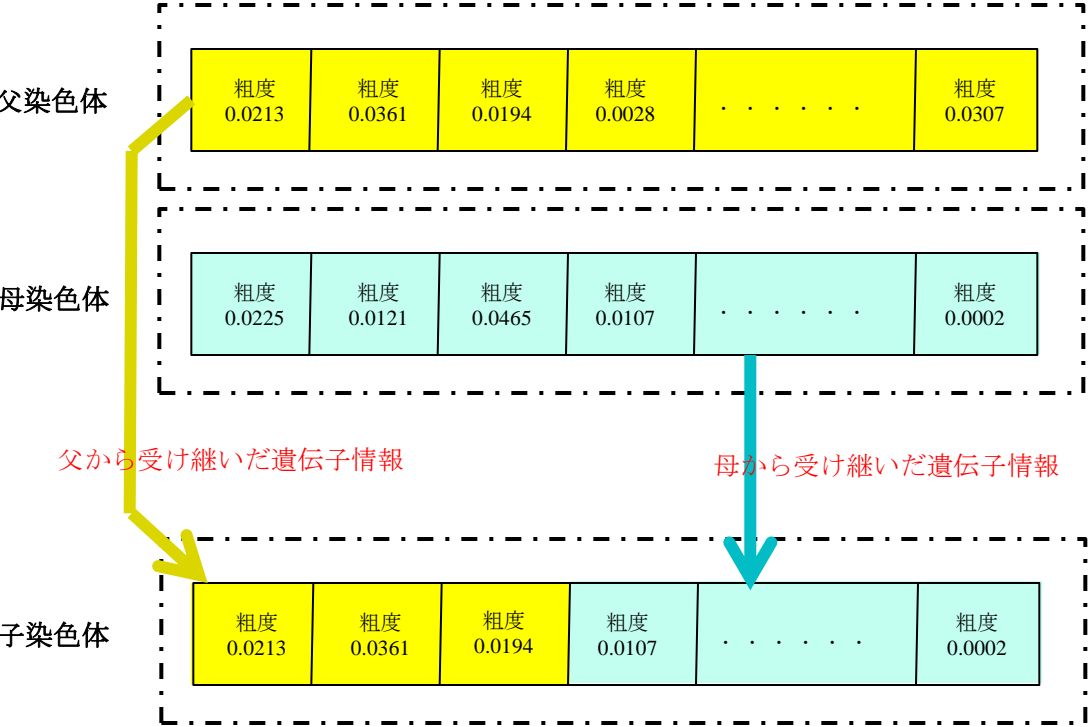 父染色体
粗度 粗度 粗度 粗度 粗度
0.0213 0.0361 0.0194 0.0028 . . . . . . 0.0307
母染色体
粗度 粗度 粗度 粗度 粗度
0.0225 0.0121 0.0465 0.0107 . . . . . . 0.0002
父から受け継いだ遺伝子情報
母から受け継いだ遺伝子情報
子染色体
粗度 粗度 粗度 粗度 粗度
0.0213 0.0361 0.0194 0.0107 . . . . . . 0.0002